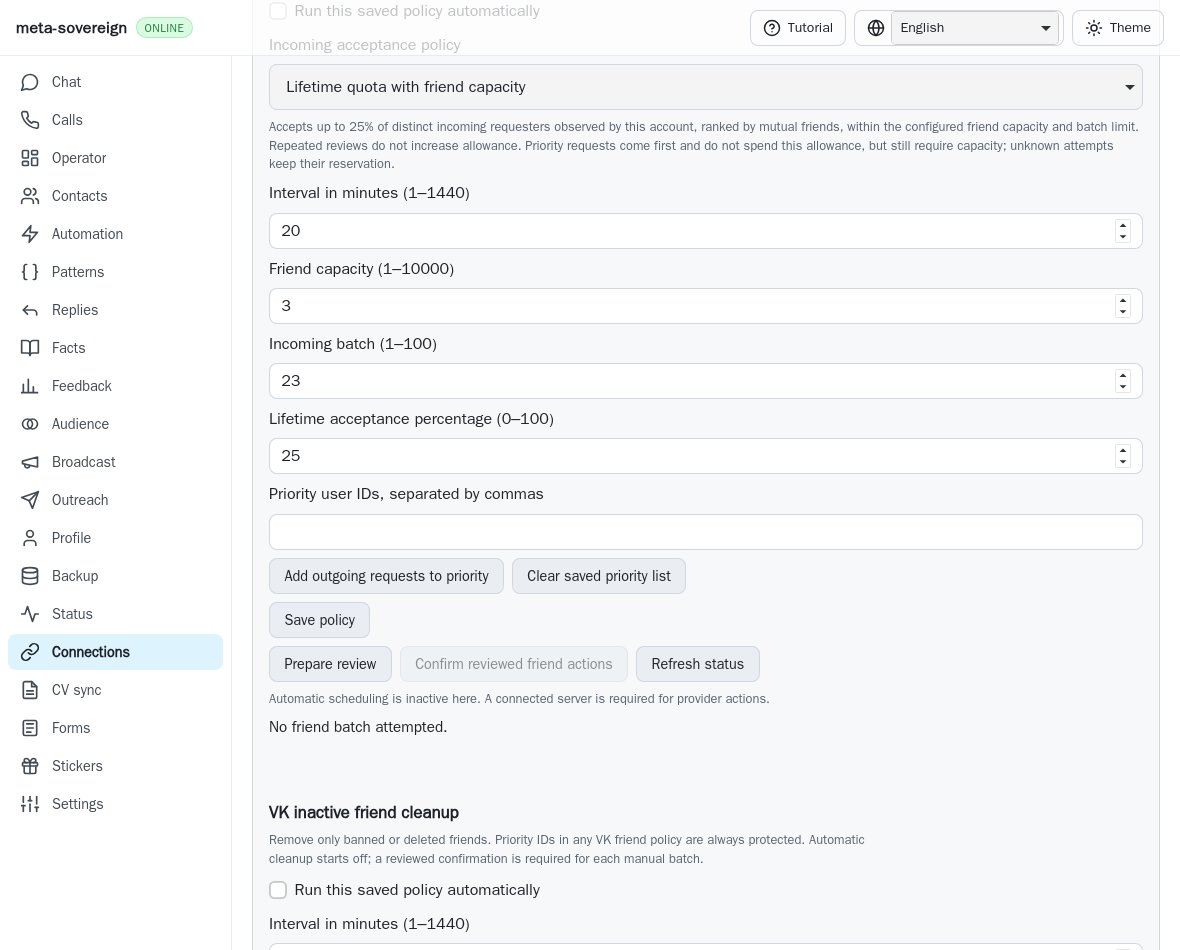 meta-sovereign
ONLINE
Run this saved policy automatically
Tutorial
English
Theme
Incoming acceptance policy
Chat
Calls
Operator
Contacts
Automation
Patterns
Replies
Facts
Feedback
Audience
Broadcast
Outreach
Profile
Backup
Status
Connections
CV sync
Forms
Stickers
Settings
Lifetime quota with friend capacity
Accepts up to 25% of distinct incoming requesters observed by this account, ranked by mutual friends, within the configured friend capacity and batch limit.
Repeated reviews do not increase allowance. Priority requests come first and do not spend this allowance, but still require capacity; unknown attempts
keep their reservation.
Interval in minutes (1–1440)
20
Friend capacity (1–10000)
3
Incoming batch (1–100)
23
Lifetime acceptance percentage (0–100)
25
Priority user IDs, separated by commas
Add outgoing requests to priority
Clear saved priority list
Save policy
Prepare review
Confirm reviewed friend actions
Refresh status
Automatic scheduling is inactive here. A connected server is required for provider actions.
No friend batch attempted.
VK inactive friend cleanup
Remove only banned or deleted friends. Priority IDs in any VK friend policy are always protected. Automatic
cleanup starts off; a reviewed confirmation is required for each manual batch.
Run this saved policy automatically
Interval in minutes (1–1440)